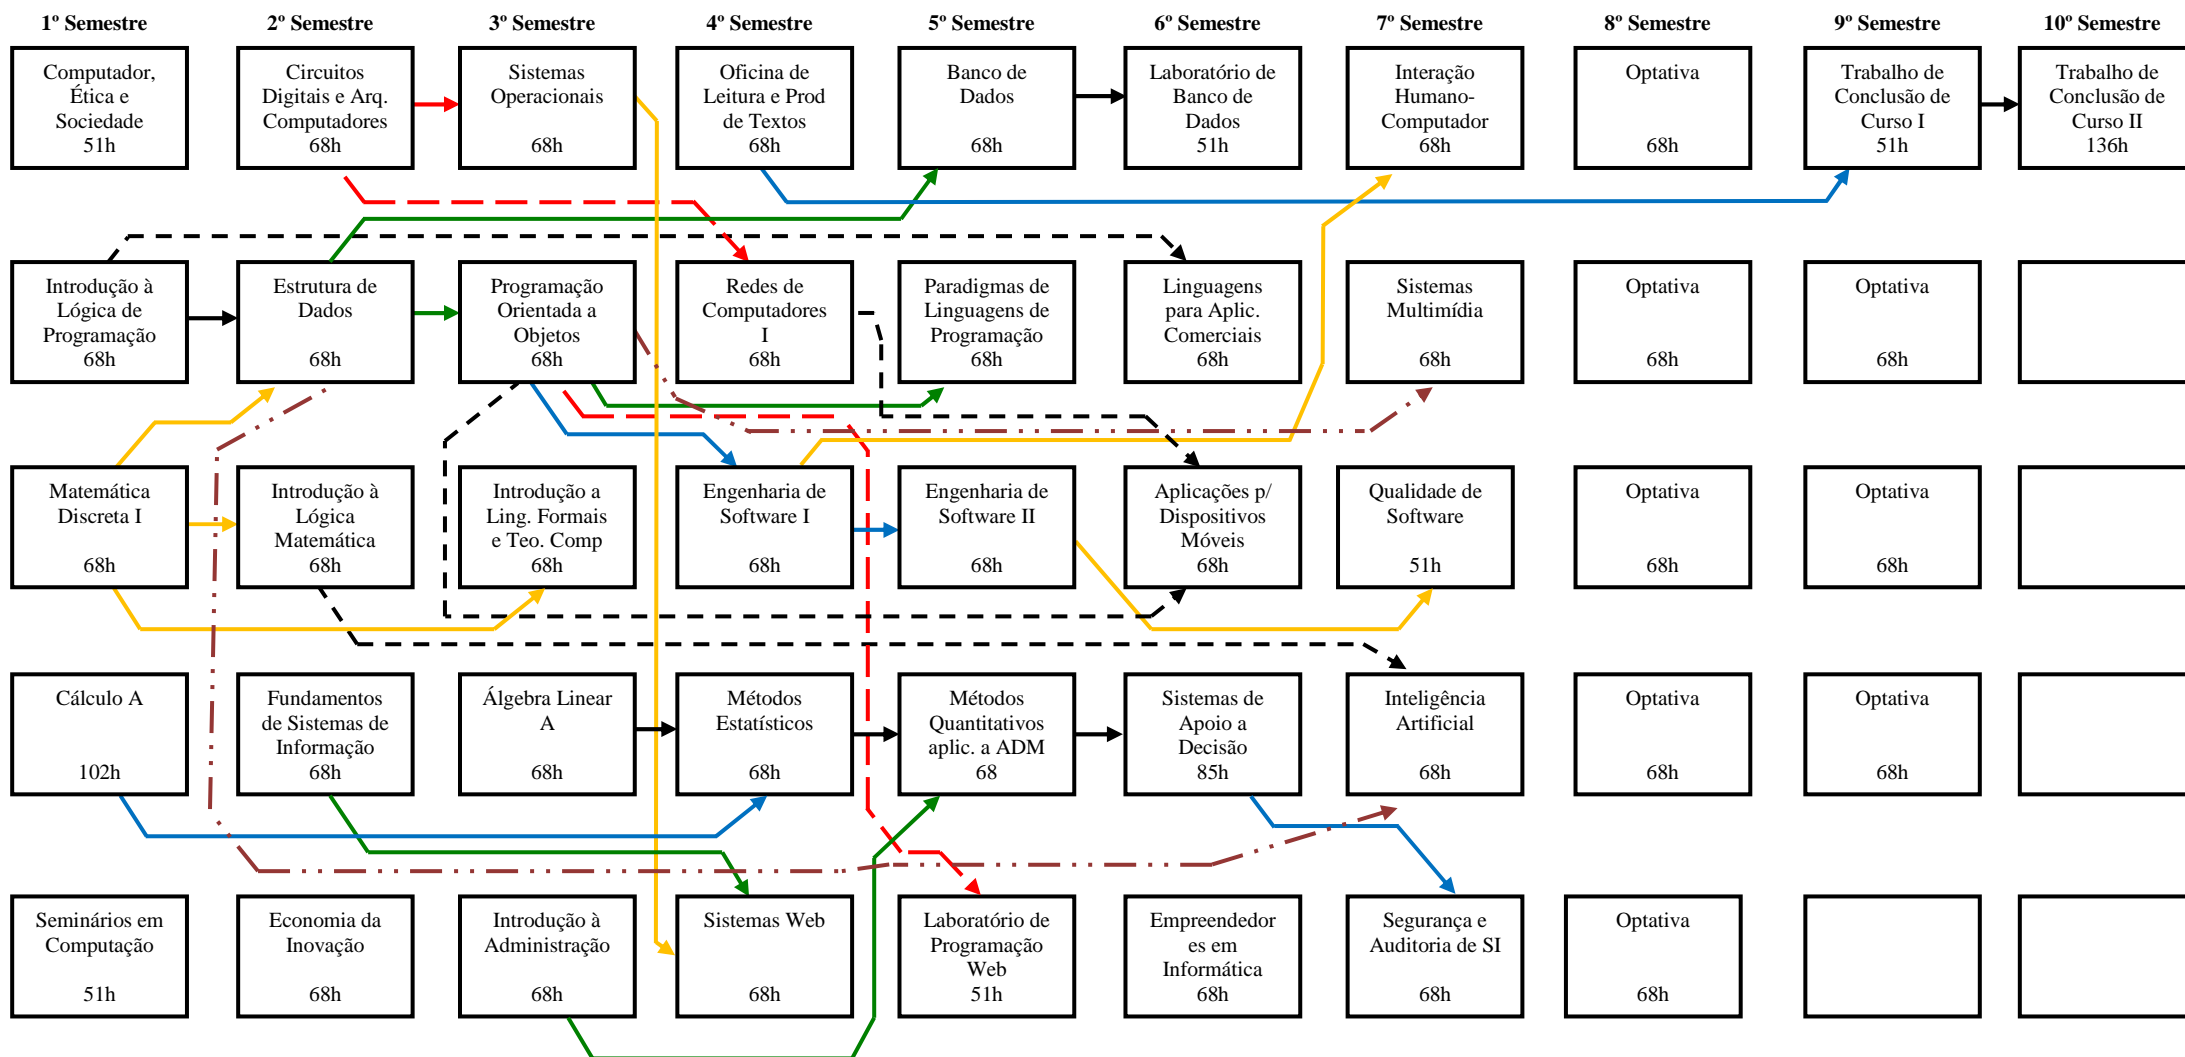 1º Semestre
2º Semestre
3º Semestre
4º Semestre
5º Semestre
6º Semestre
7º Semestre
8º Semestre
9º Semestre
10º Semestre
Computador,
Ética e
Sociedade
51h
Circuitos
Digitais e Arq.
Computadores
68h
Sistemas
Operacionais
68h
Oficina de
Leitura e Prod
de Textos
68h
Banco de
Dados
68h
Laboratório de
Banco de
Dados
51h
Interação
Humano-
Computador
68h
Optativa
68h
Trabalho de
Conclusão de
Curso I
51h
Trabalho de
Conclusão de
Curso II
136h
Introdução à
Lógica de
Programação
68h
Estrutura de
Dados
68h
Programação
Orientada a
Objetos
68h
Redes de
Computadores
I
68h
Paradigmas de
Linguagens de
Programação
68h
Linguagens
para Aplic.
Comerciais
68h
Sistemas
Multimídia
68h
Optativa
68h
Optativa
68h
Matemática
Discreta I
68h
Introdução à
Lógica
Matemática
68h
Introdução a
Ling. Formais
e Teo. Comp
68h
Engenharia de
Software I
68h
Engenharia de
Software II
68h
Aplicações p/
Dispositivos
Móveis
68h
Qualidade de
Software
51h
Optativa
68h
Optativa
68h
Cálculo A
102h
Fundamentos
de Sistemas de
Informação
68h
Álgebra Linear
A
68h
Métodos
Estatísticos
68h
Métodos
Quantitativos
aplic. a ADM
68
Sistemas de
Apoio a
Decisão
85h
Inteligência
Artificial
68h
Optativa
68h
Optativa
68h
Seminários em
Computação
51h
Economia da
Inovação
68h
Introdução à
Administração
68h
Sistemas Web
68h
Laboratório de
Programação
Web
51h
Empreendedor
es em
Informática
68h
Segurança e
Auditoria de SI
68h
Optativa
68h